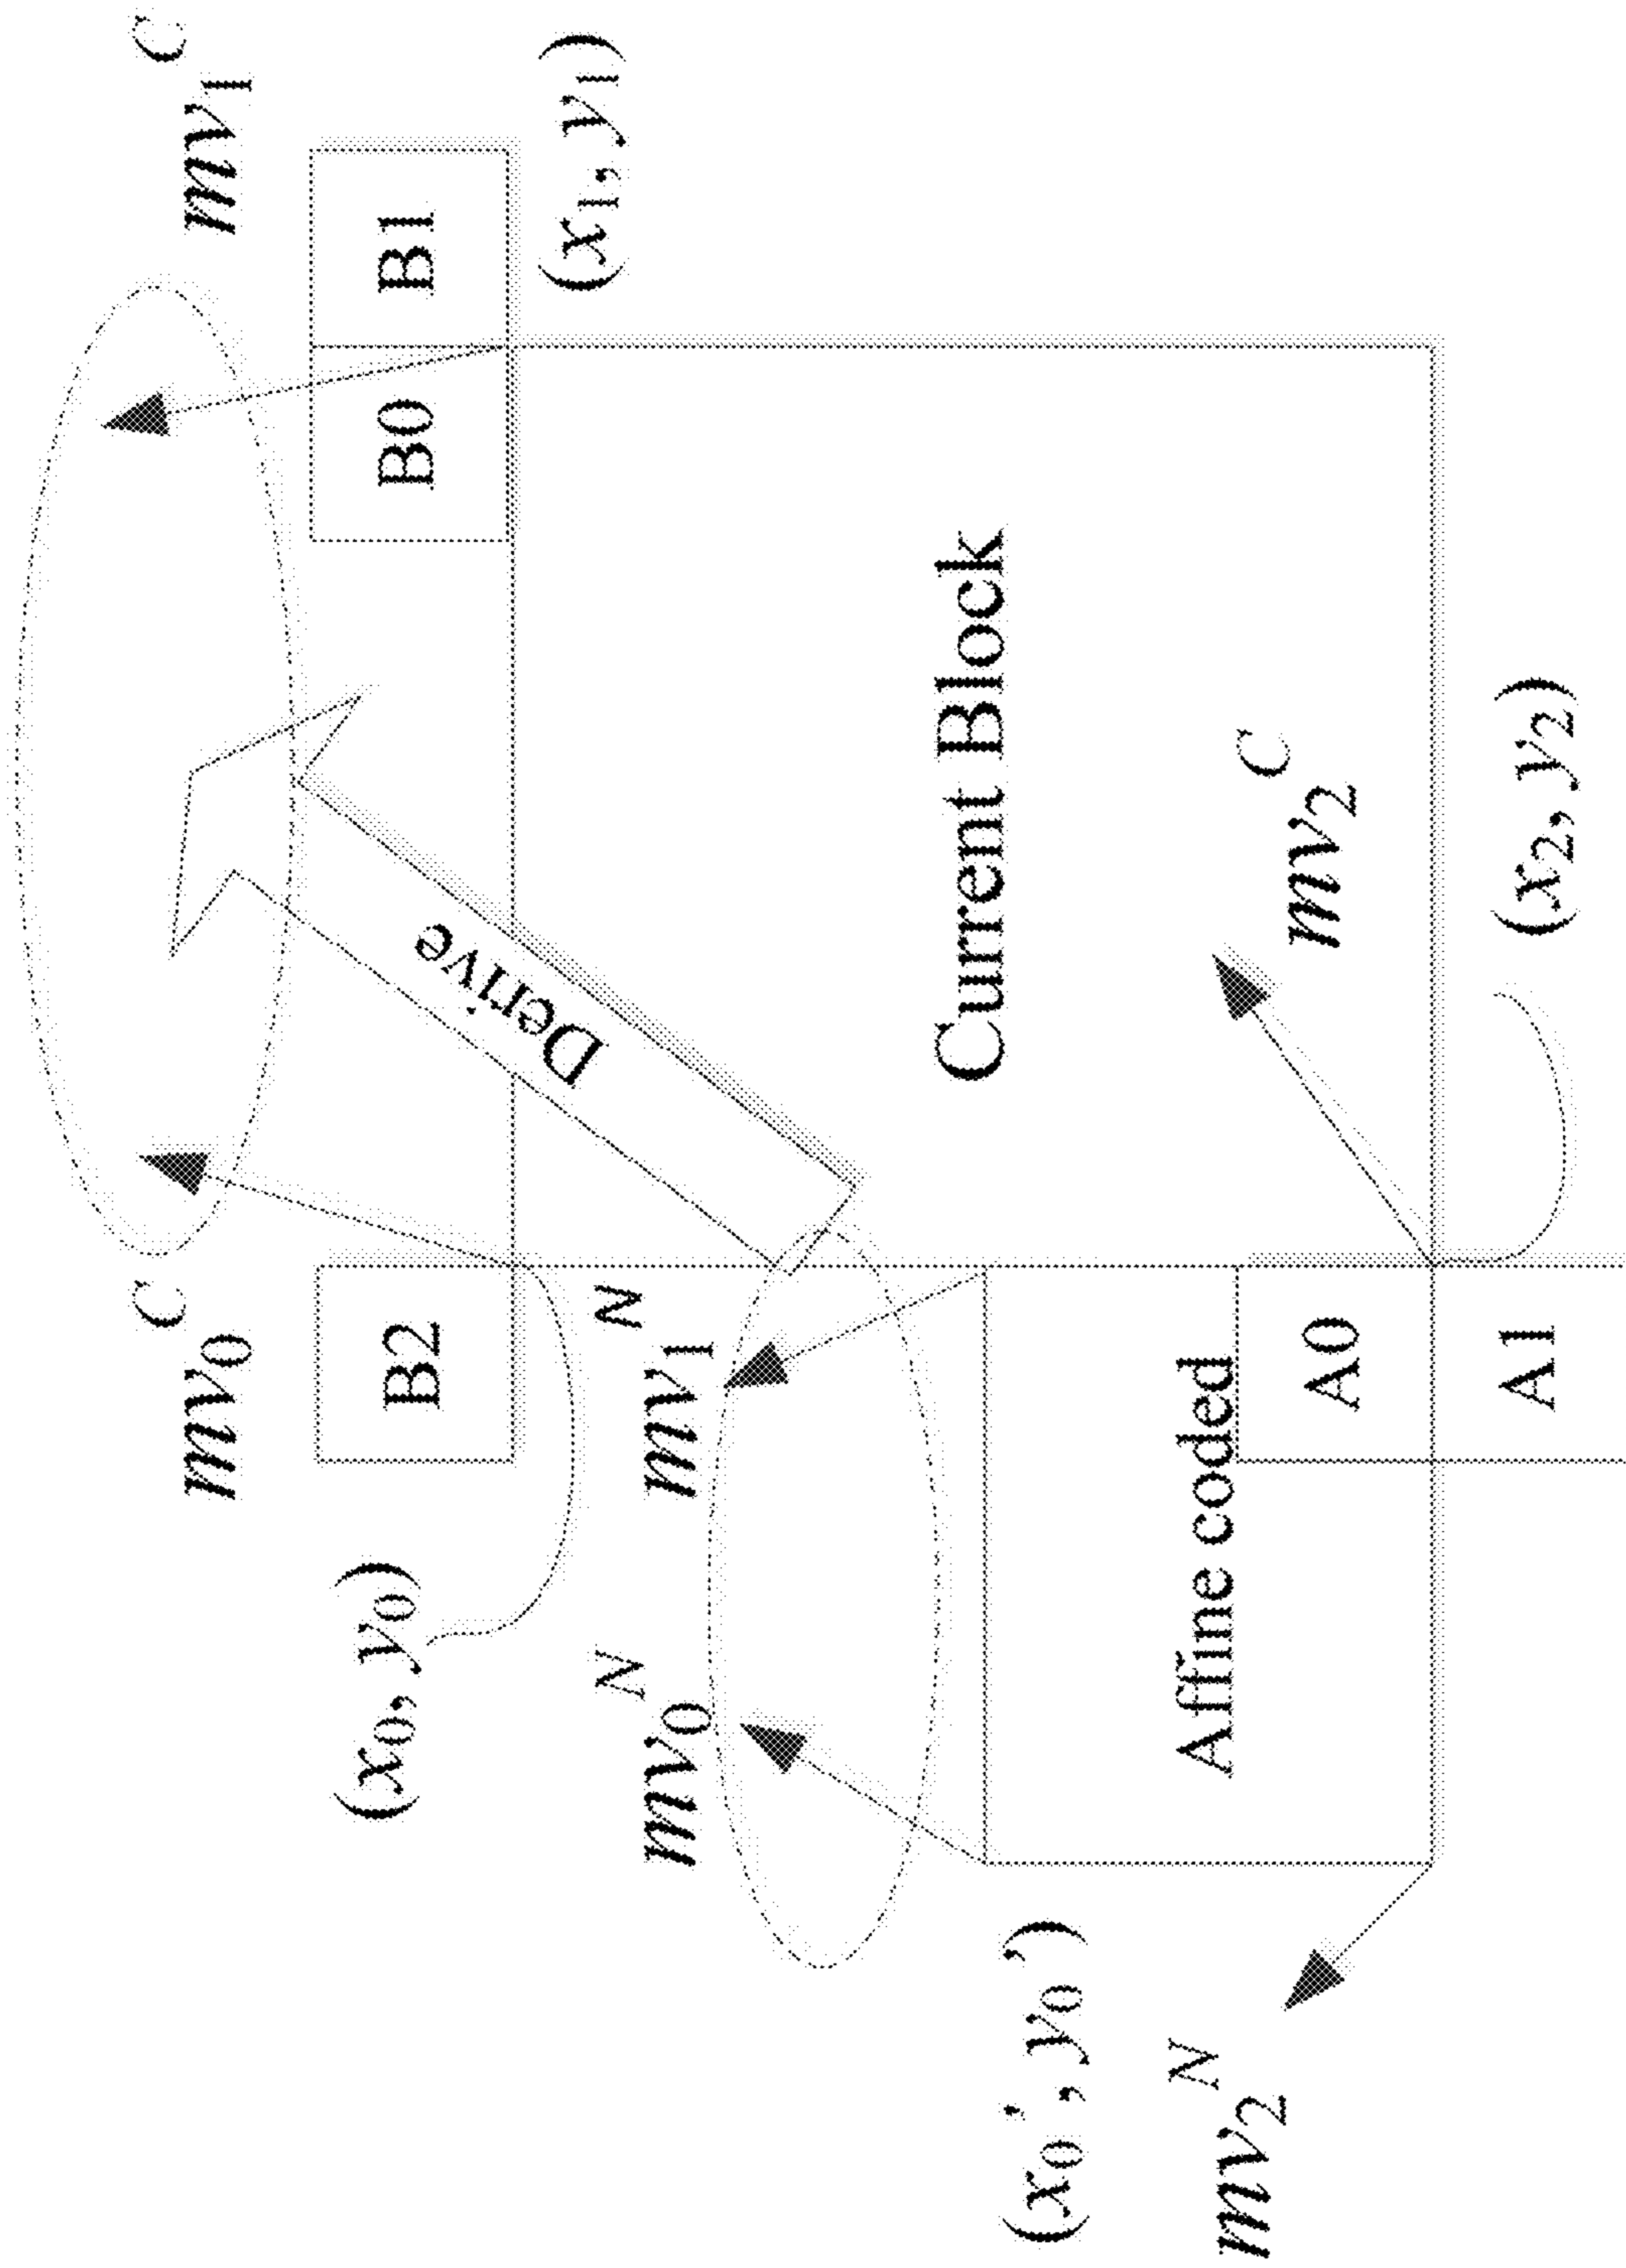 mv₀ᶜ
mv₁ᶜ
B2
B0
B1
(x₀, y₀)
Derive
(x₁, y₁)
mv₀ᴺ
mv₁ᴺ
Current Block
(x₀', y₀')
Affine coded
mv₂ᴺ
mv₂ᶜ
A0
A1
(x₂, y₂)